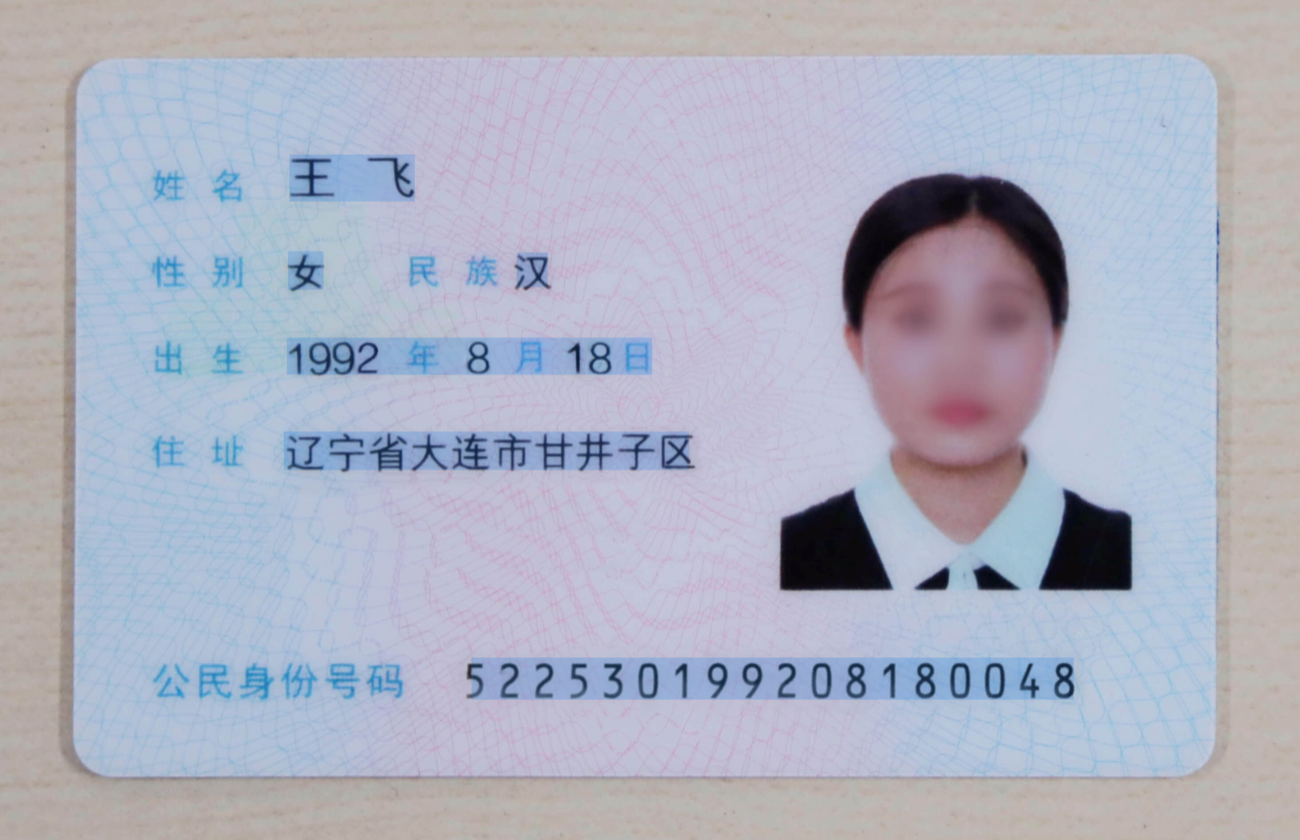 姓名 王飞
性别 女 民族 汉
出生 1992 年 8 月 18 日
住址 辽宁省大连市甘井子区
公民身份号码 522530199208180048